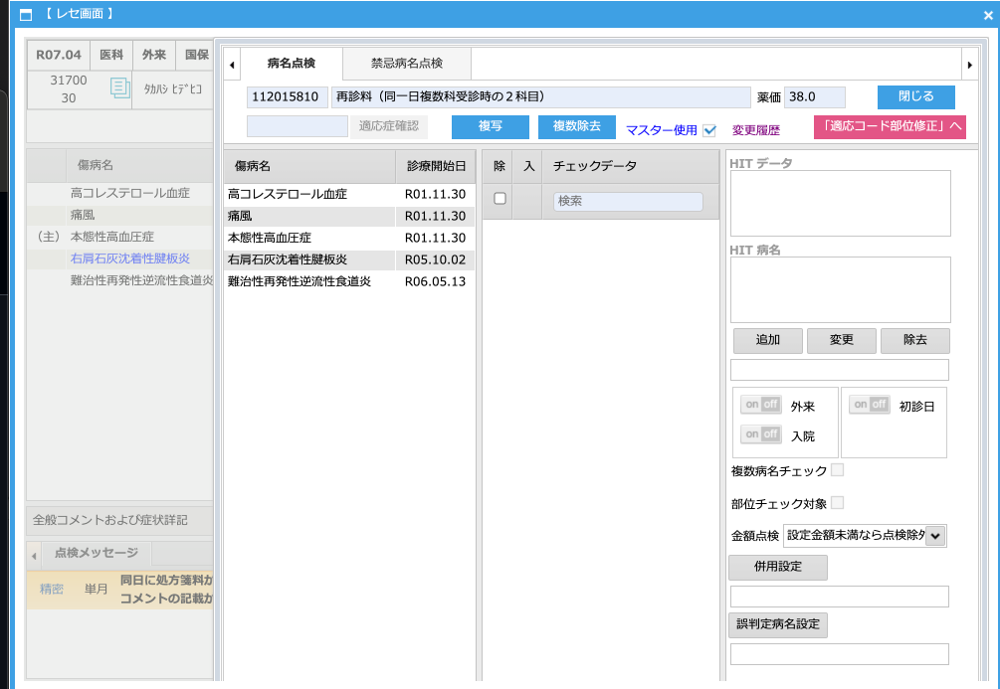 【 レセ画面 】
R07.04 医科 外来 国保
31700
30
ﾀｶﾊｼ ﾋﾃﾞﾋｺ
傷病名
高コレステロール血症
痛風
（主） 本態性高血圧症
右肩石灰沈着性腱板炎
難治性再発性逆流性食道炎
全般コメントおよび症状詳記
点検メッセージ
精密 単月 同日に処方箋料か
コメントの記載か
病名点検 禁忌病名点検
112015810 再診料（同一日複数科受診時の２科目） 薬価 38.0 閉じる
適応症確認 複写 複数除去 マスター使用 変更履歴 「適応コード部位修正」へ
傷病名 診療開始日
高コレステロール血症 R01.11.30
痛風 R01.11.30
本態性高血圧症 R01.11.30
右肩石灰沈着性腱板炎 R05.10.02
難治性再発性逆流性食道炎 R06.05.13
除 入 チェックデータ
検索
HIT データ
HIT 病名
追加 変更 除去
on off 外来
on off 入院
on off 初診日
複数病名チェック
部位チェック対象
金額点検 設定金額未満なら点検除外
併用設定
誤判定病名設定